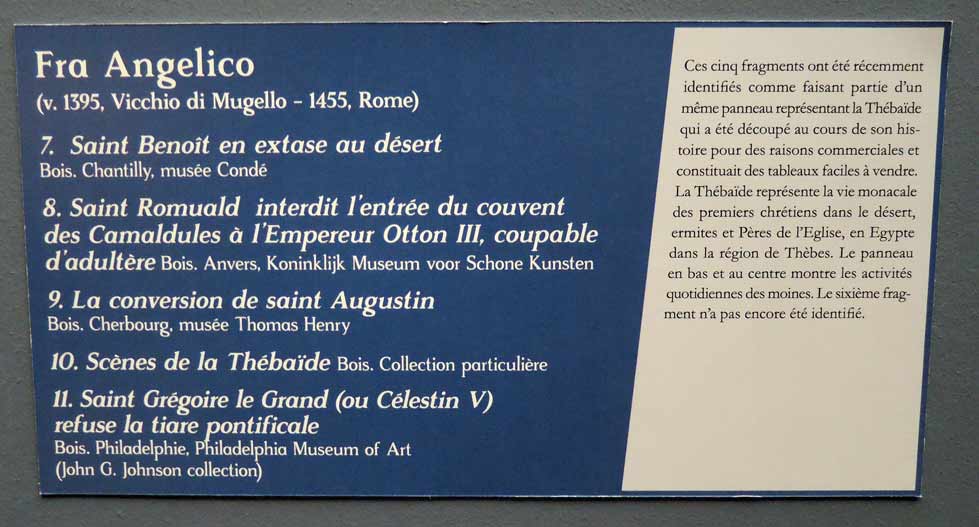 Fra Angelico
(v. 1395, Vicchio di Mugello - 1455, Rome)
7. Saint Benoît en extase au désert
Bois. Chantilly, musée Condé
8. Saint Romuald interdit l'entrée du couvent
des Camaldules à l'Empereur Otton III, coupable
d'adultère Bois. Anvers, Koninklijk Museum voor Schone Kunsten
9. La conversion de saint Augustin
Bois. Cherbourg, musée Thomas Henry
10. Scènes de la Thébaïde Bois. Collection particulière
11. Saint Grégoire le Grand (ou Célestin V)
refuse la tiare pontificale
Bois. Philadelphie, Philadelphia Museum of Art
(John G. Johnson collection)
Ces cinq fragments ont été récemment
identifiés comme faisant partie d'un
même panneau représentant la Thébaïde
qui a été découpé au cours de son his-
toire pour des raisons commerciales et
constituait des tableaux faciles à vendre.
La Thébaïde représente la vie monacale
des premiers chrétiens dans le désert,
ermites et Pères de l'Eglise, en Egypte
dans la région de Thèbes. Le panneau
en bas et au centre montre les activités
quotidiennes des moines. Le sixième frag-
ment n'a pas encore été identifié.